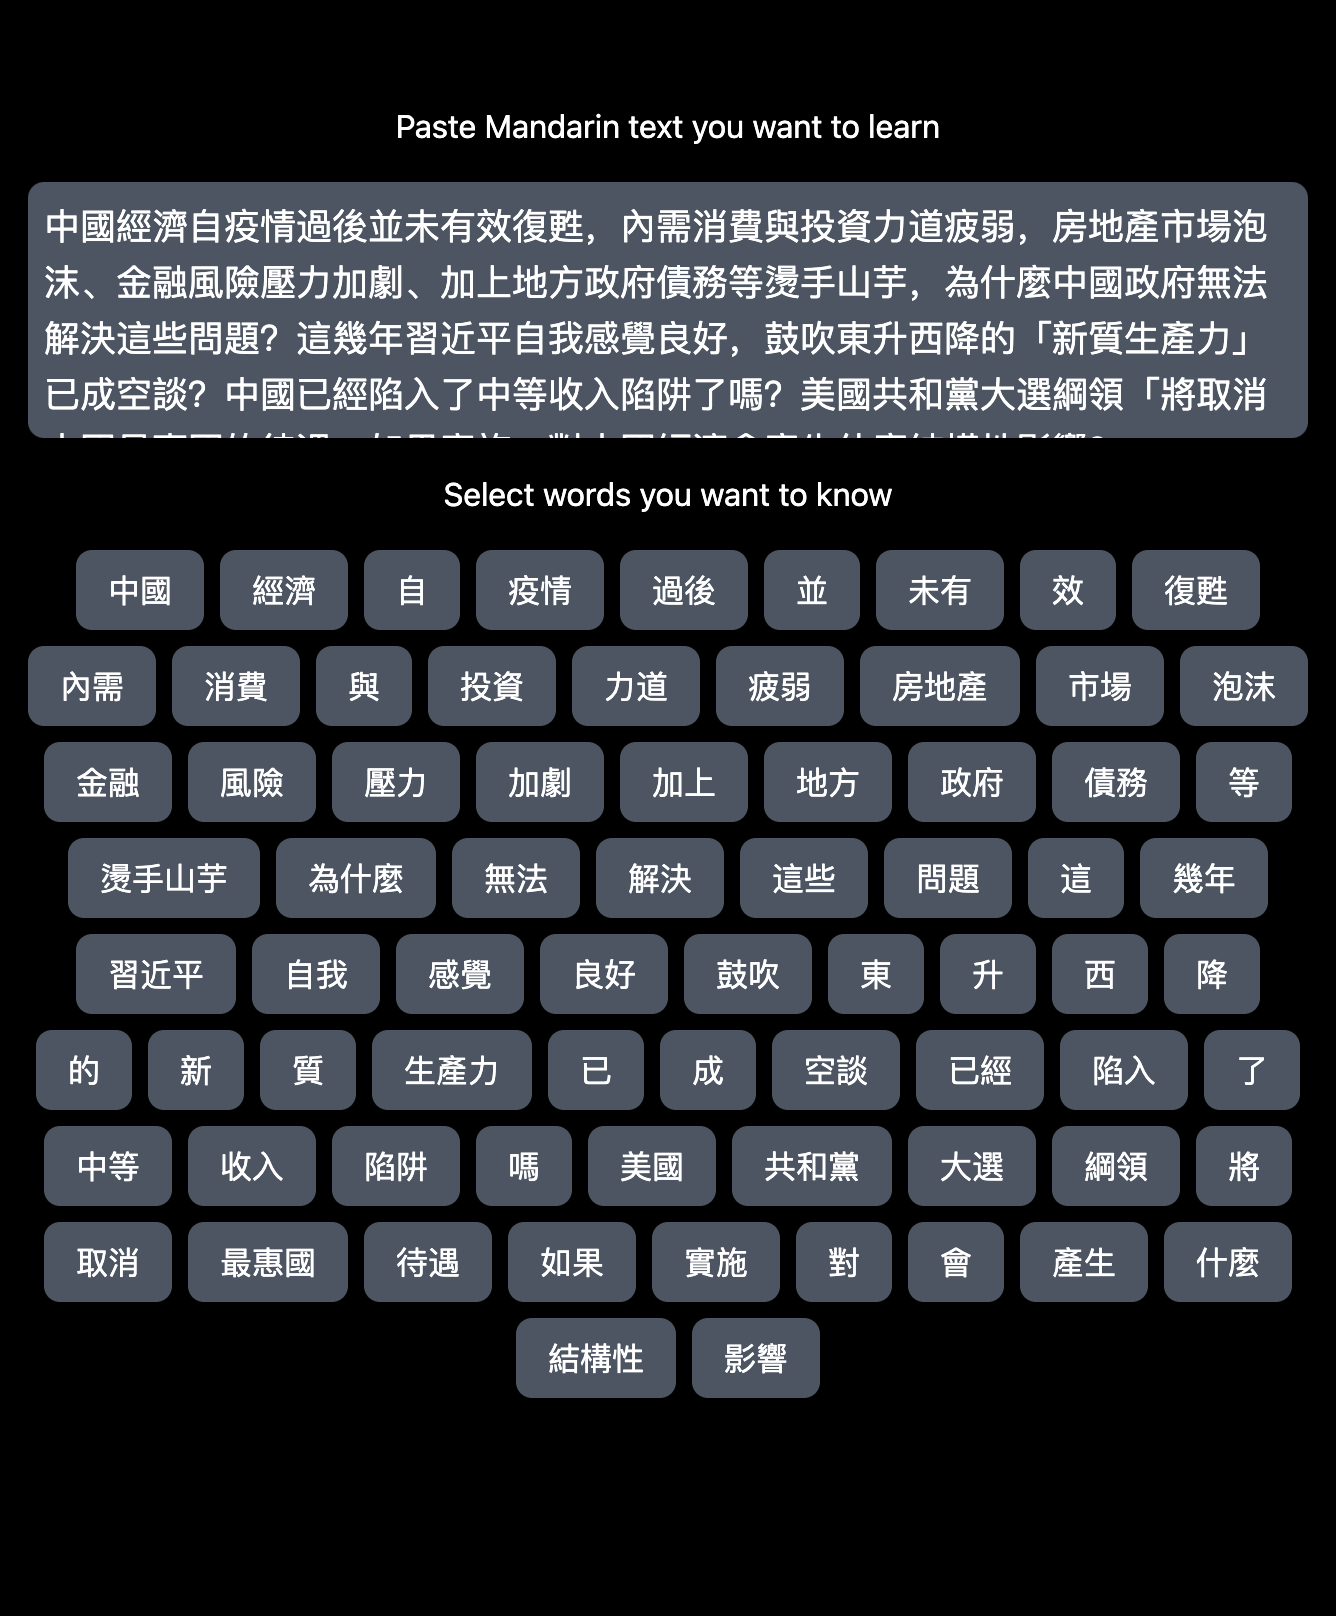 Paste Mandarin text you want to learn
中國經濟自疫情過後並未有效復甦，內需消費與投資力道疲弱，房地產市場泡
沫、金融風險壓力加劇、加上地方政府債務等燙手山芋，為什麼中國政府無法
解決這些問題？這幾年習近平自我感覺良好，鼓吹東升西降的「新質生產力」
已成空談？中國已經陷入了中等收入陷阱了嗎？美國共和黨大選綱領「將取消
Select words you want to know
中國 經濟 自 疫情 過後 並 未有 效 復甦
內需 消費 與 投資 力道 疲弱 房地產 市場 泡沫
金融 風險 壓力 加劇 加上 地方 政府 債務 等
燙手山芋 為什麼 無法 解決 這些 問題 這 幾年
習近平 自我 感覺 良好 鼓吹 東 升 西 降
的 新 質 生產力 已 成 空談 已經 陷入 了
中等 收入 陷阱 嗎 美國 共和黨 大選 綱領 將
取消 最惠國 待遇 如果 實施 對 會 產生 什麼
結構性 影響